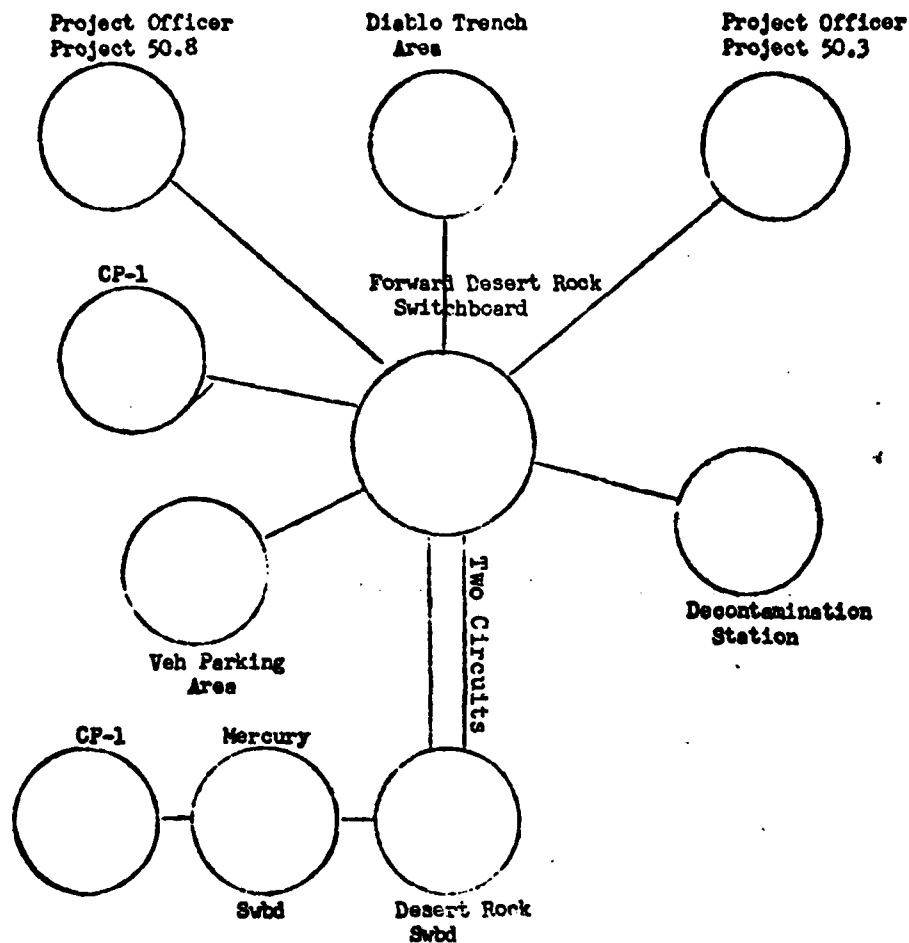 Project Officer
Project 50.8
Diablo Trench
Area
Project Officer
Project 50.3
CP-1
Forward Desert Rock
Switchboard
Two Circuits
Decontamination
Station
Veh Parking
Area
CP-1
Mercury
Swbd
Desert Rock
Swbd